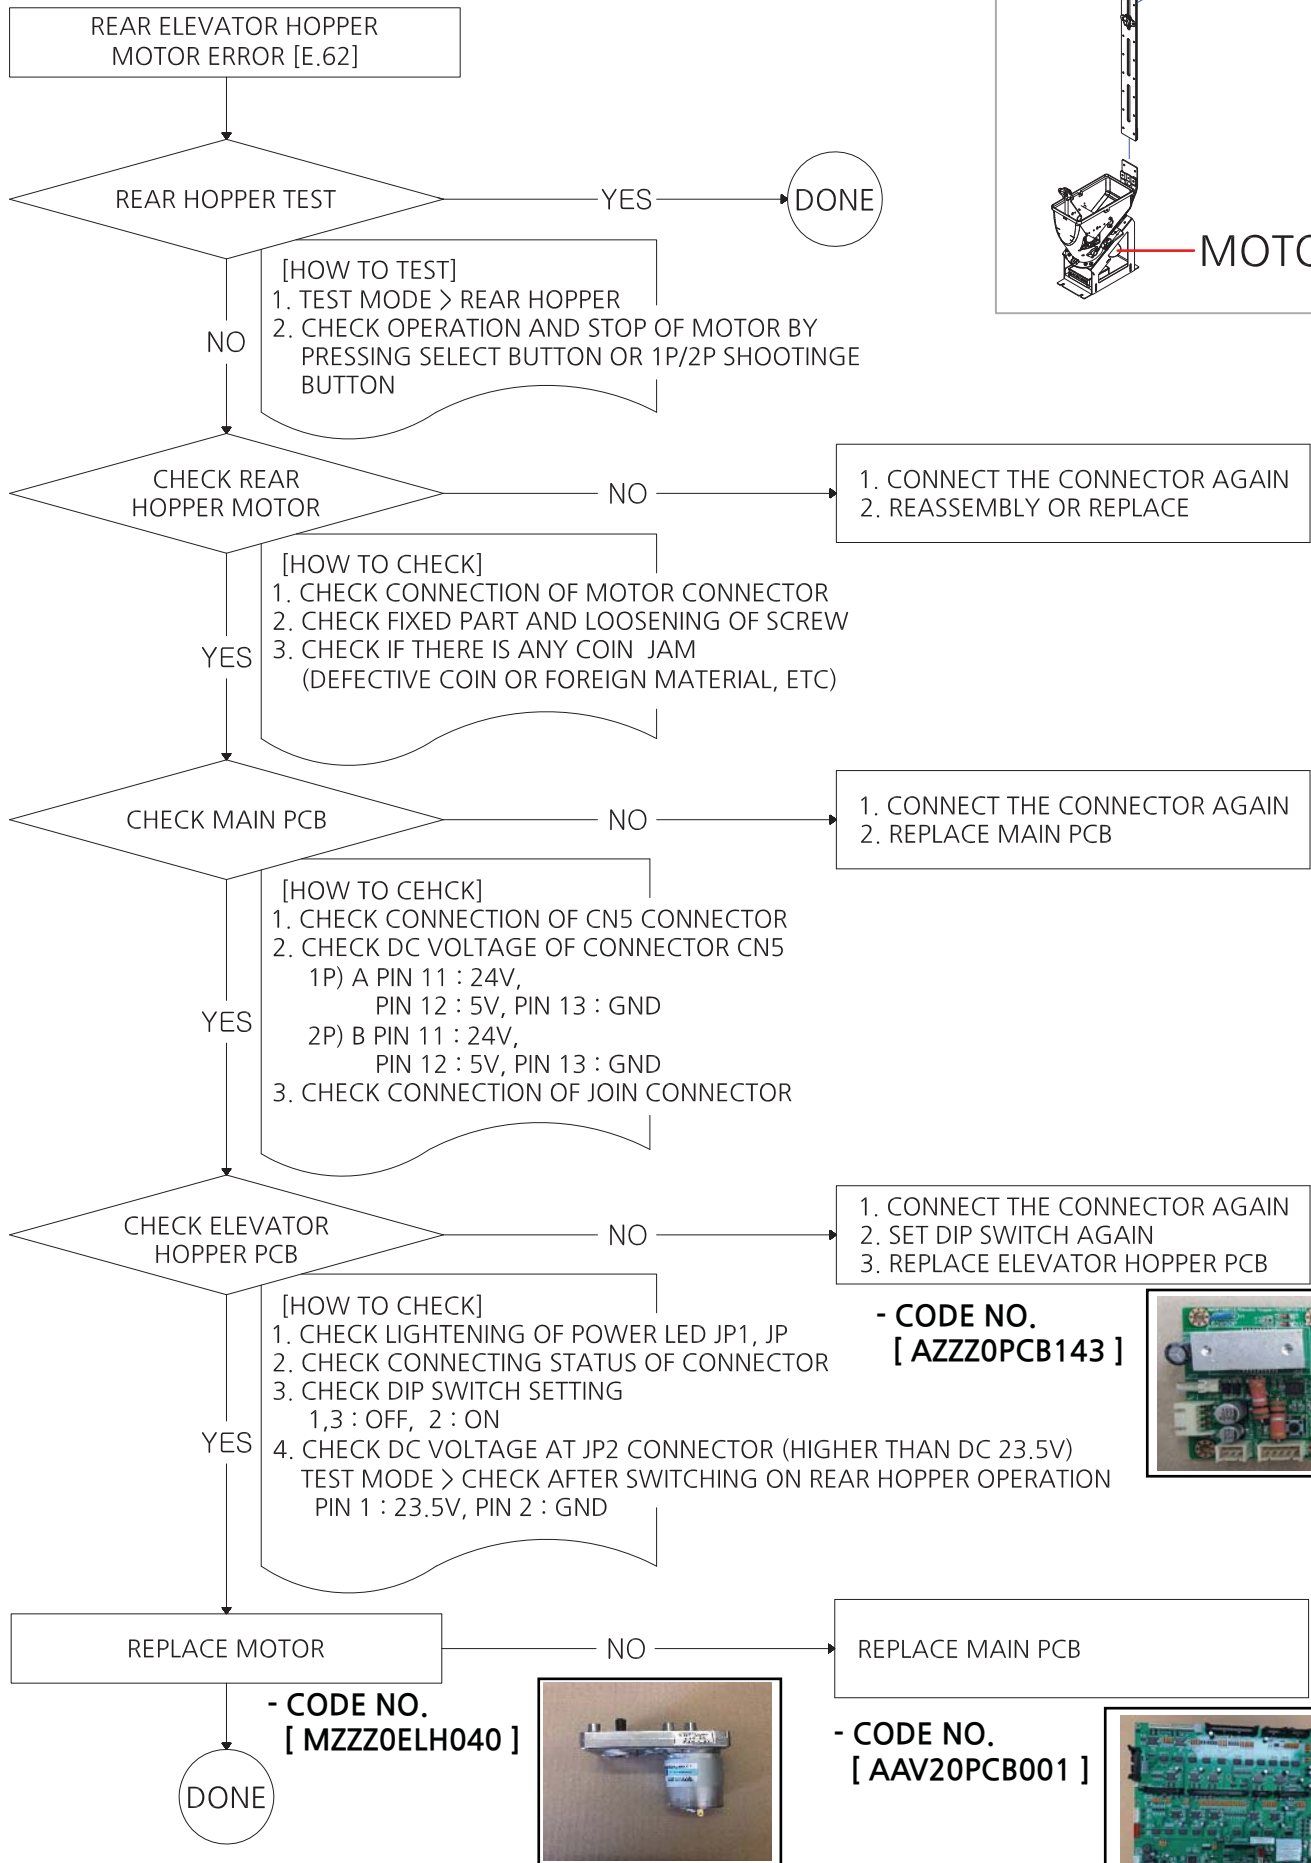 REAR ELEVATOR HOPPER
MOTOR ERROR [E.62]
REAR HOPPER TEST
YES
DONE
MOTO
[HOW TO TEST]
1. TEST MODE > REAR HOPPER
2. CHECK OPERATION AND STOP OF MOTOR BY
PRESSING SELECT BUTTON OR 1P/2P SHOOTINGE
BUTTON
NO
CHECK REAR
HOPPER MOTOR
NO
1. CONNECT THE CONNECTOR AGAIN
2. REASSEMBLY OR REPLACE
[HOW TO CHECK]
1. CHECK CONNECTION OF MOTOR CONNECTOR
2. CHECK FIXED PART AND LOOSENING OF SCREW
3. CHECK IF THERE IS ANY COIN JAM
(DEFECTIVE COIN OR FOREIGN MATERIAL, ETC)
YES
CHECK MAIN PCB
NO
1. CONNECT THE CONNECTOR AGAIN
2. REPLACE MAIN PCB
[HOW TO CEHCK]
1. CHECK CONNECTION OF CN5 CONNECTOR
2. CHECK DC VOLTAGE OF CONNECTOR CN5
1P) A PIN 11 : 24V,
PIN 12 : 5V, PIN 13 : GND
2P) B PIN 11 : 24V,
PIN 12 : 5V, PIN 13 : GND
3. CHECK CONNECTION OF JOIN CONNECTOR
YES
CHECK ELEVATOR
HOPPER PCB
NO
1. CONNECT THE CONNECTOR AGAIN
2. SET DIP SWITCH AGAIN
3. REPLACE ELEVATOR HOPPER PCB
- CODE NO.
[ AZZZ0PCB143 ]
[HOW TO CHECK]
1. CHECK LIGHTENING OF POWER LED JP1, JP
2. CHECK CONNECTING STATUS OF CONNECTOR
3. CHECK DIP SWITCH SETTING
1,3 : OFF, 2 : ON
4. CHECK DC VOLTAGE AT JP2 CONNECTOR (HIGHER THAN DC 23.5V)
TEST MODE > CHECK AFTER SWITCHING ON REAR HOPPER OPERATION
PIN 1 : 23.5V, PIN 2 : GND
YES
REPLACE MOTOR
NO
REPLACE MAIN PCB
- CODE NO.
[ MZZZ0ELH040 ]
- CODE NO.
[ AAV20PCB001 ]
DONE